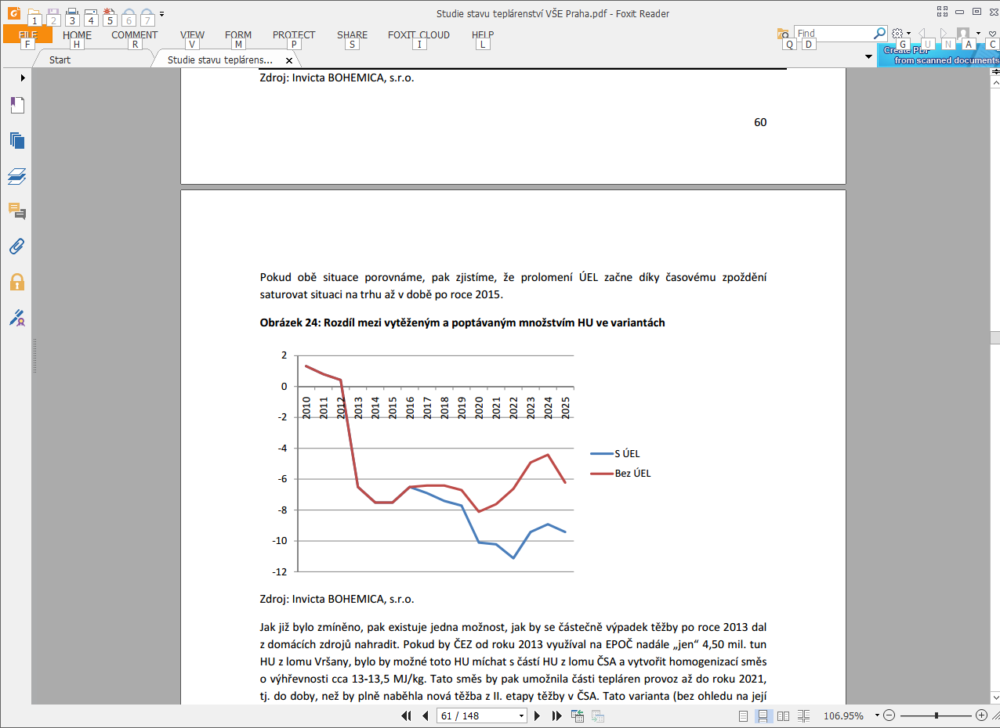 Studie stavu teplárenství VŠE Praha.pdf - Foxit Reader
1 2 3 4 5 6 7
FILE HOME COMMENT VIEW FORM PROTECT SHARE FOXIT CLOUD HELP
Find
F H R V M P S I L Q D G U N A C
Start
Studie stavu teplárens...
Create PDF
from scanned documents
Zdroj: Invicta BOHEMICA, s.r.o.
60
Pokud obě situace porovnáme, pak zjistíme, že prolomení ÚEL začne díky časovému zpoždění
saturovat situaci na trhu až v době po roce 2015.
Obrázek 24: Rozdíl mezi vytěženým a poptávaným množstvím HU ve variantách
2
0
-2
-4
-6
-8
-10
-12
2010 2011 2012 2013 2014 2015 2016 2017 2018 2019 2020 2021 2022 2023 2024 2025
S ÚEL
Bez ÚEL
Zdroj: Invicta BOHEMICA, s.r.o.
Jak již bylo zmíněno, pak existuje jedna možnost, jak by se částečně výpadek těžby po roce 2013 dal
z domácích zdrojů nahradit. Pokud by ČEZ od roku 2013 využíval na EPOČ nadále „jen“ 4,50 mil. tun
HU z lomu Vršany, bylo by možné toto HU míchat s částí HU z lomu ČSA a vytvořit homogenizací směs
o výhřevnosti cca 13-13,5 MJ/kg. Tato směs by pak umožnila části tepláren provoz až do roku 2021,
tj. do doby, než by plně naběhla nová těžba z II. etapy těžby v ČSA. Tato varianta (bez ohledu na její
61 / 148
106.95%